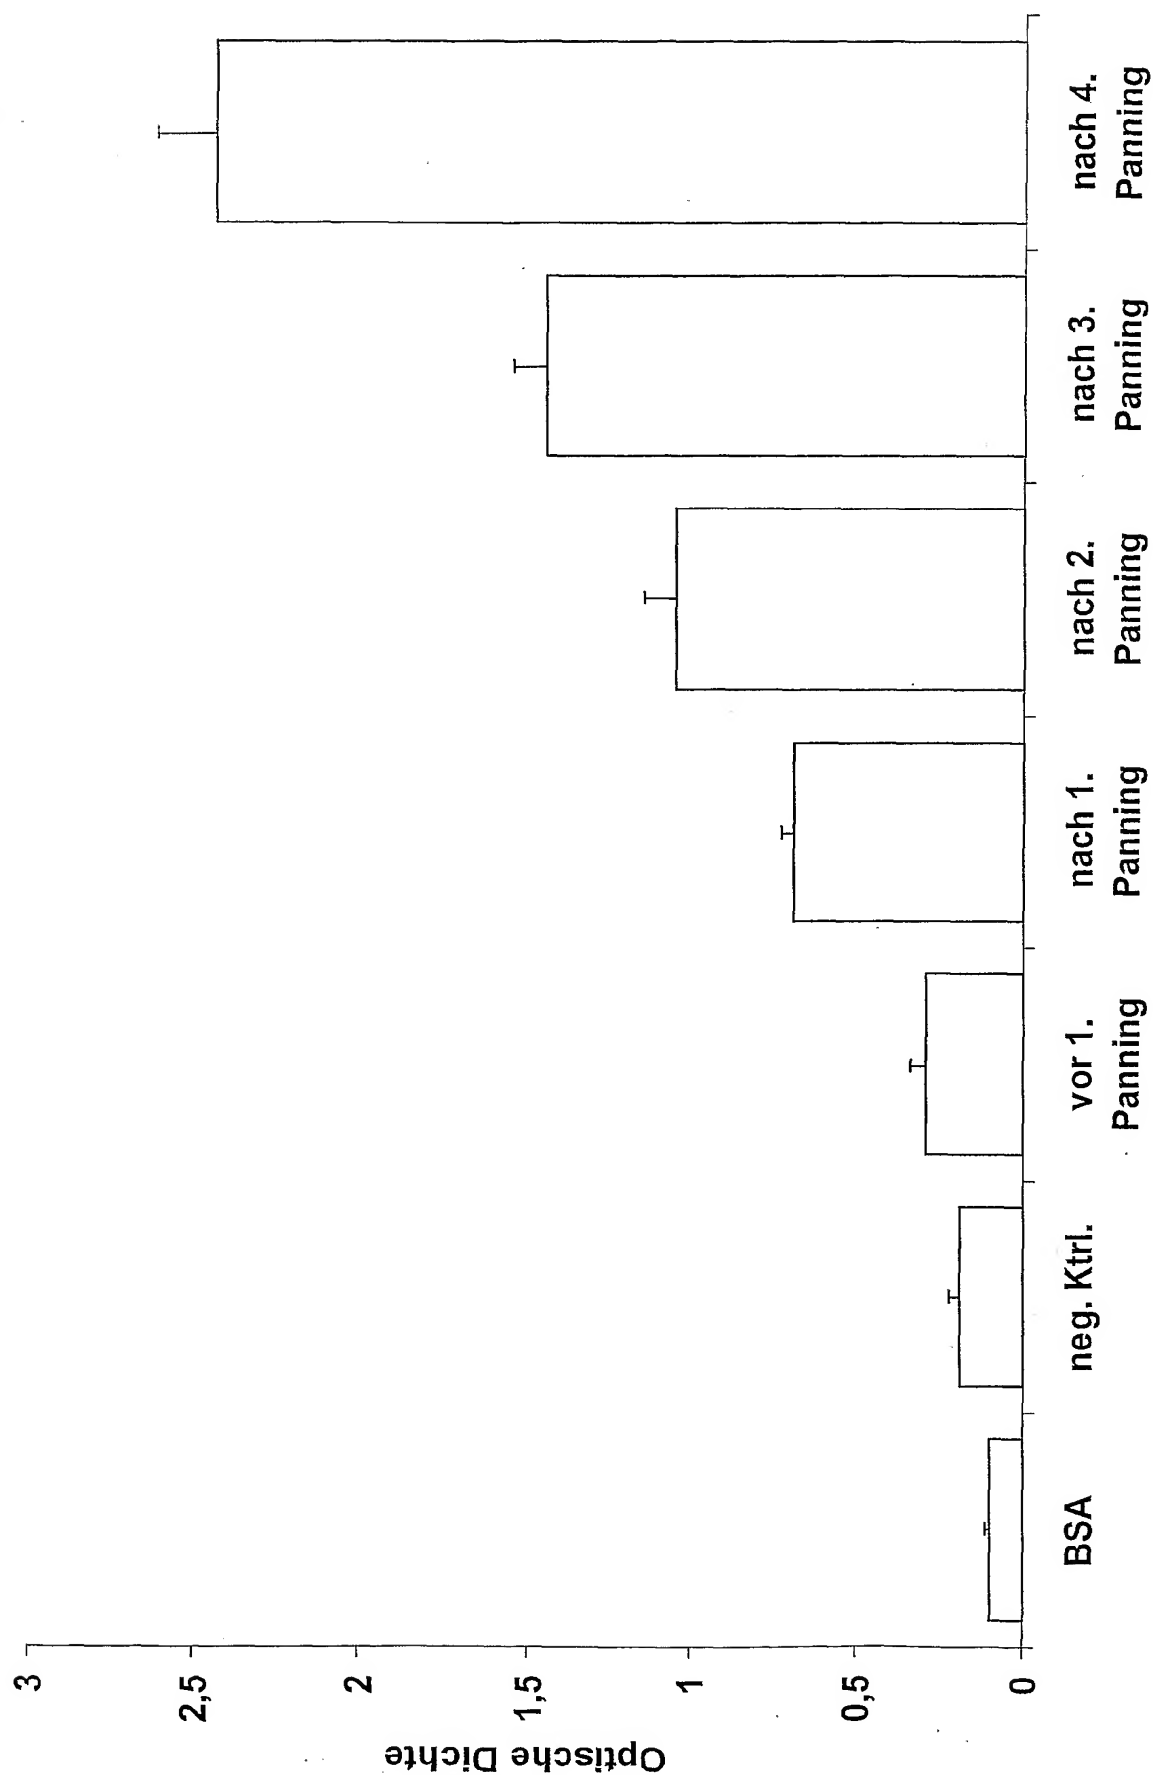 Optische Dichte
3
2,5
2
1,5
1
0,5
0
BSA
neg. Ktrl.
vor 1.
Panning
nach 1.
Panning
nach 2.
Panning
nach 3.
Panning
nach 4.
Panning